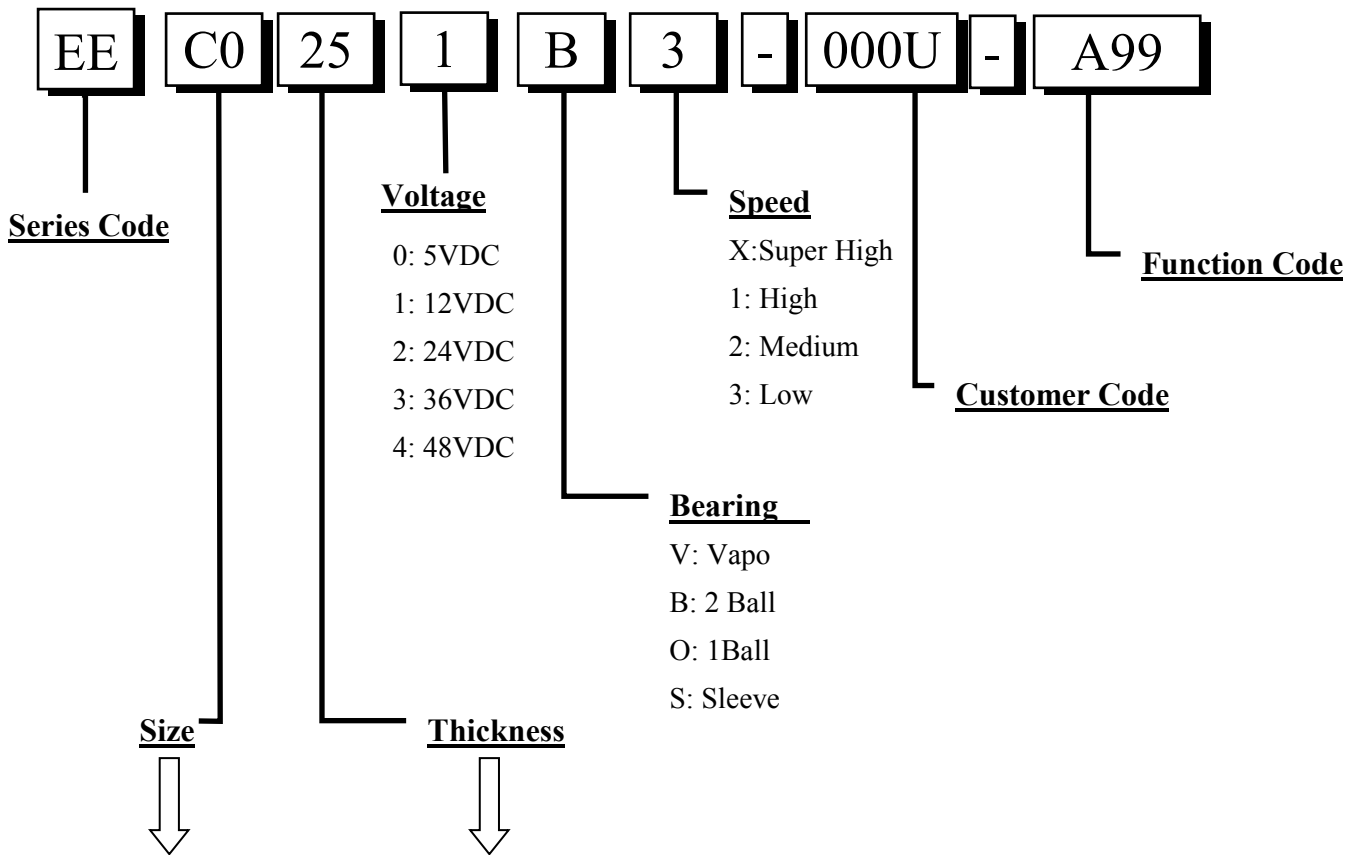 EE C0 25 1 B 3 - 000U - A99
Series Code
Voltage
0: 5VDC
1: 12VDC
2: 24VDC
3: 36VDC
4: 48VDC
Speed
X:Super High
1: High
2: Medium
3: Low
Function Code
Customer Code
Bearing
V: Vapo
B: 2 Ball
O: 1Ball
S: Sleeve
Size
Thickness